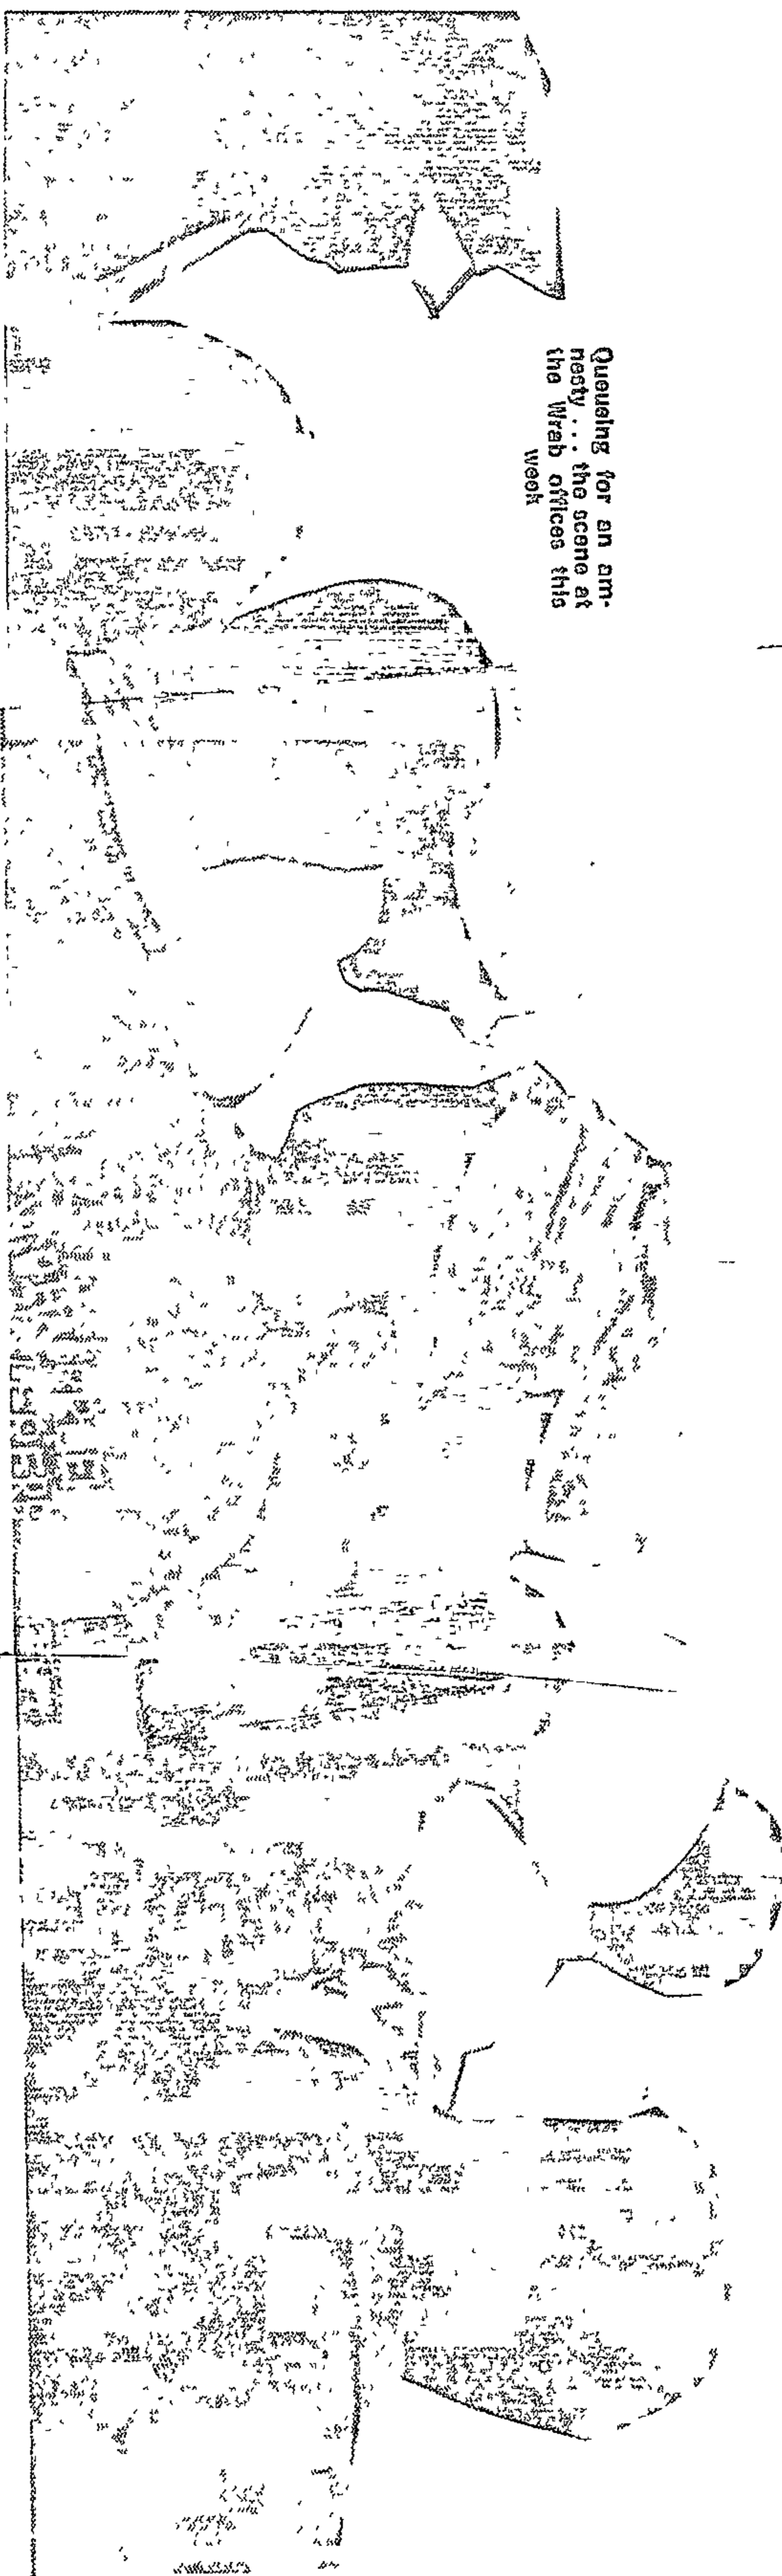 Queueing for an am-
nesty... the scene at
the Wrab offices this
week